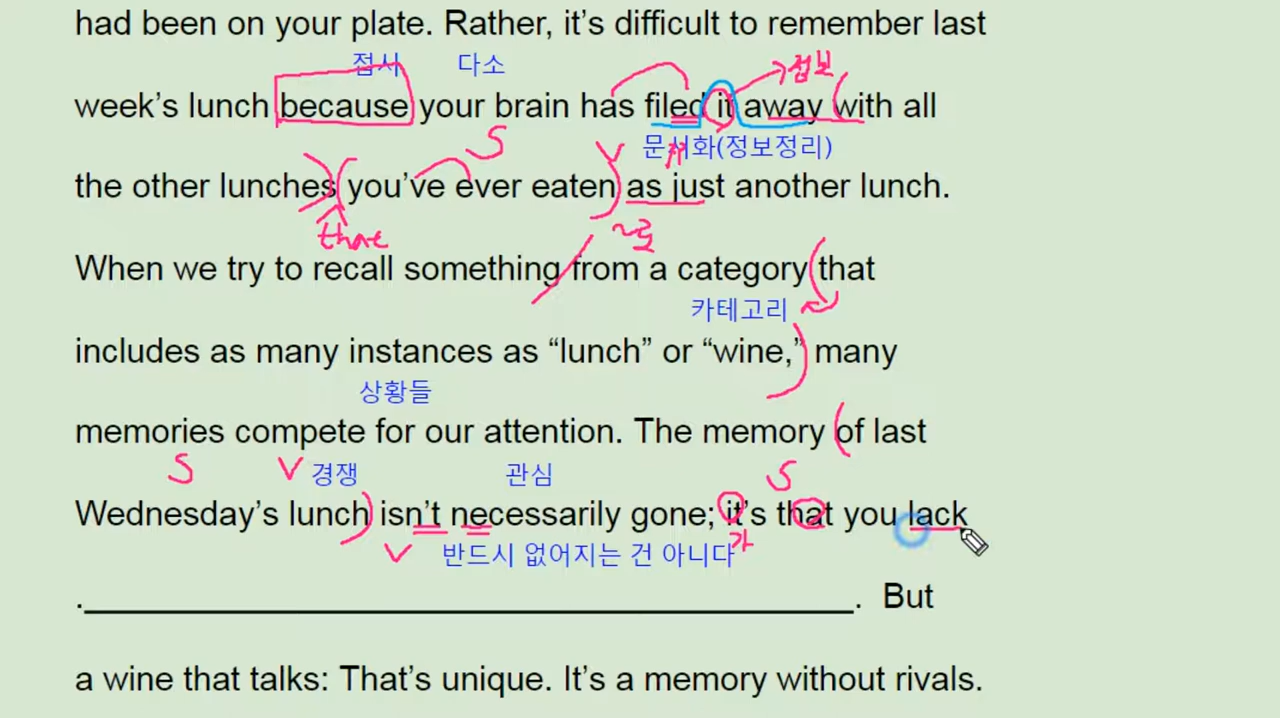 had been on your plate. Rather, it’s difficult to remember last
접사 다소 →정보
week’s lunch because your brain has filed it away with all
S V 문서화(정보정리)
the other lunches you’ve ever eaten as just another lunch.
that ~로
When we try to recall something from a category that
카테고리
includes as many instances as “lunch” or “wine,” many
상황들
memories compete for our attention. The memory of last
S V 경쟁 관심 S
Wednesday’s lunch isn’t necessarily gone; it’s that you lack
V 반드시 없어지는 건 아니다 가
.____________________. But
a wine that talks: That’s unique. It’s a memory without rivals.